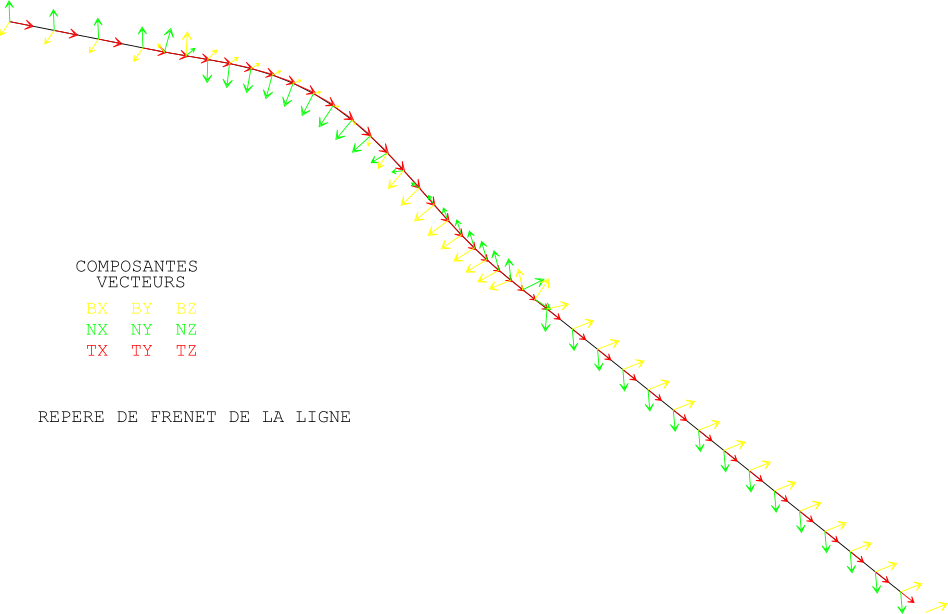 COMPOSANTES
VECTEURS
BX BY BZ
NX NY NZ
TX TY TZ
REPERE DE FRENET DE LA LIGNE